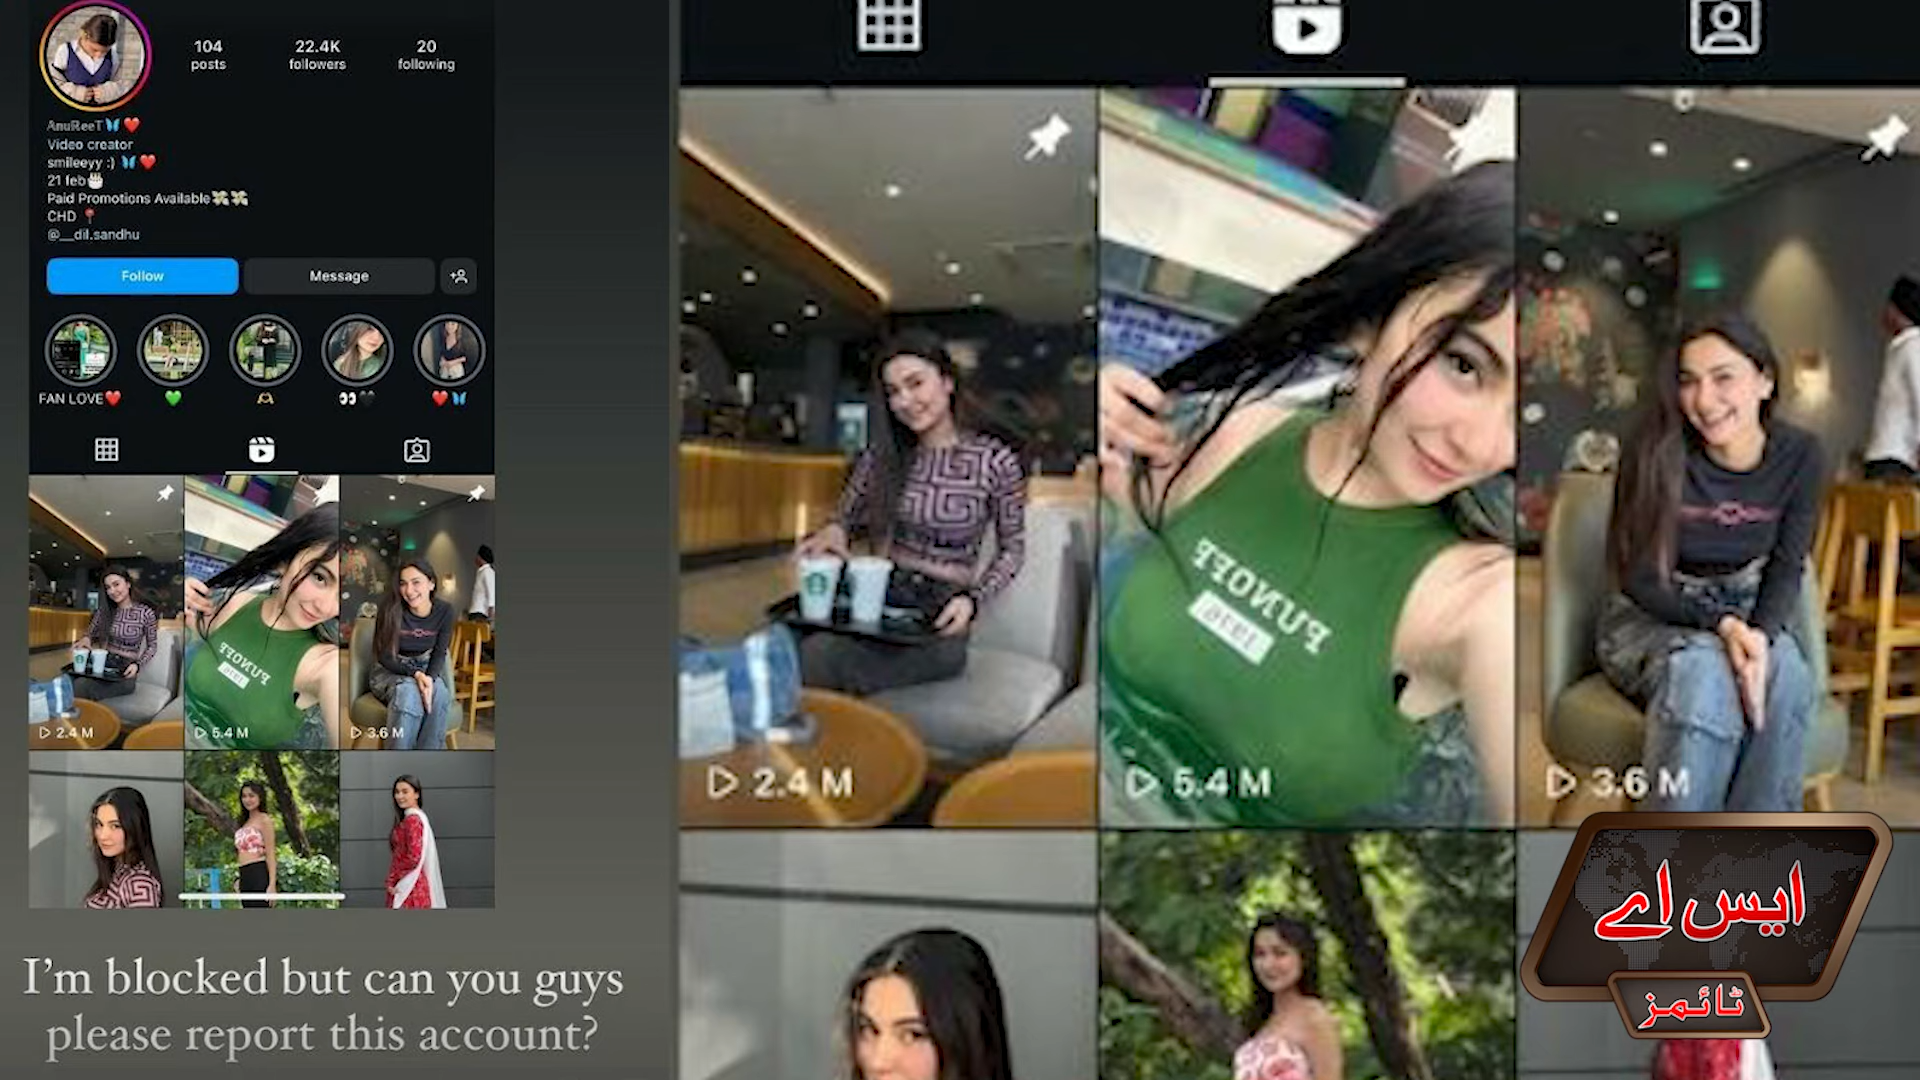 104 22.4K 20
posts followers following
AnuReeT🦋❤️
Video creator
smileeyy :) 🦋❤️
21 feb🎂
Paid Promotions Available💸💸
CHD 📍
@__dil.sandhu
Follow Message
FAN LOVE❤️ 💚 🫶 👀🖤 ❤️🦋
FUNOFF
2.4 M 5.4 M 3.6 M
I'm blocked but can you guys
please report this account?
FUNOFF
2.4 M 5.4 M 3.6 M
ایس اے
ٹائمز